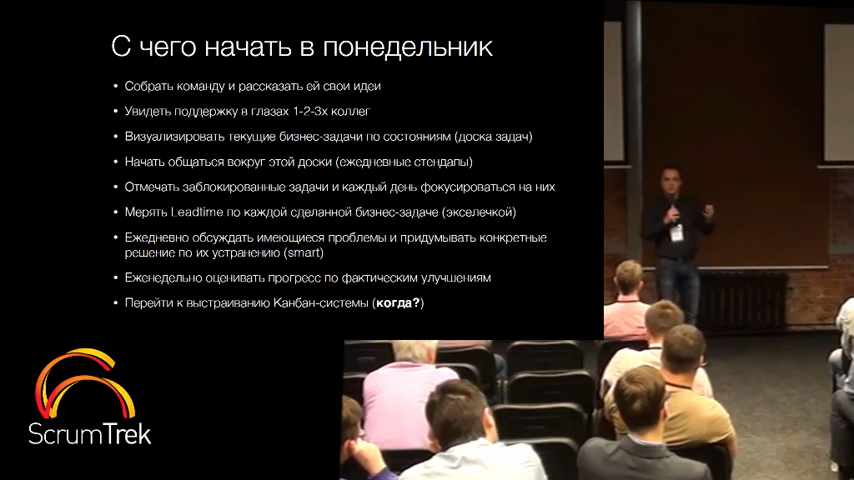 С чего начать в понедельник
• Собрать команду и рассказать ей свои идеи
• Увидеть поддержку в глазах 1-2-3х коллег
• Визуализировать текущие бизнес-задачи по состояниям (доска задач)
• Начать общаться вокруг этой доски (ежедневные стендапы)
• Отмечать заблокированные задачи и каждый день фокусироваться на них
• Мерять Leadtime по каждой сделанной бизнес-задаче (экселечкой)
• Ежедневно обсуждать имеющиеся проблемы и придумывать конкретные
решение по их устранению (smart)
• Еженедельно оценивать прогресс по фактическим улучшениям
• Перейти к выстраиванию Канбан-системы (когда?)
ScrumTrek